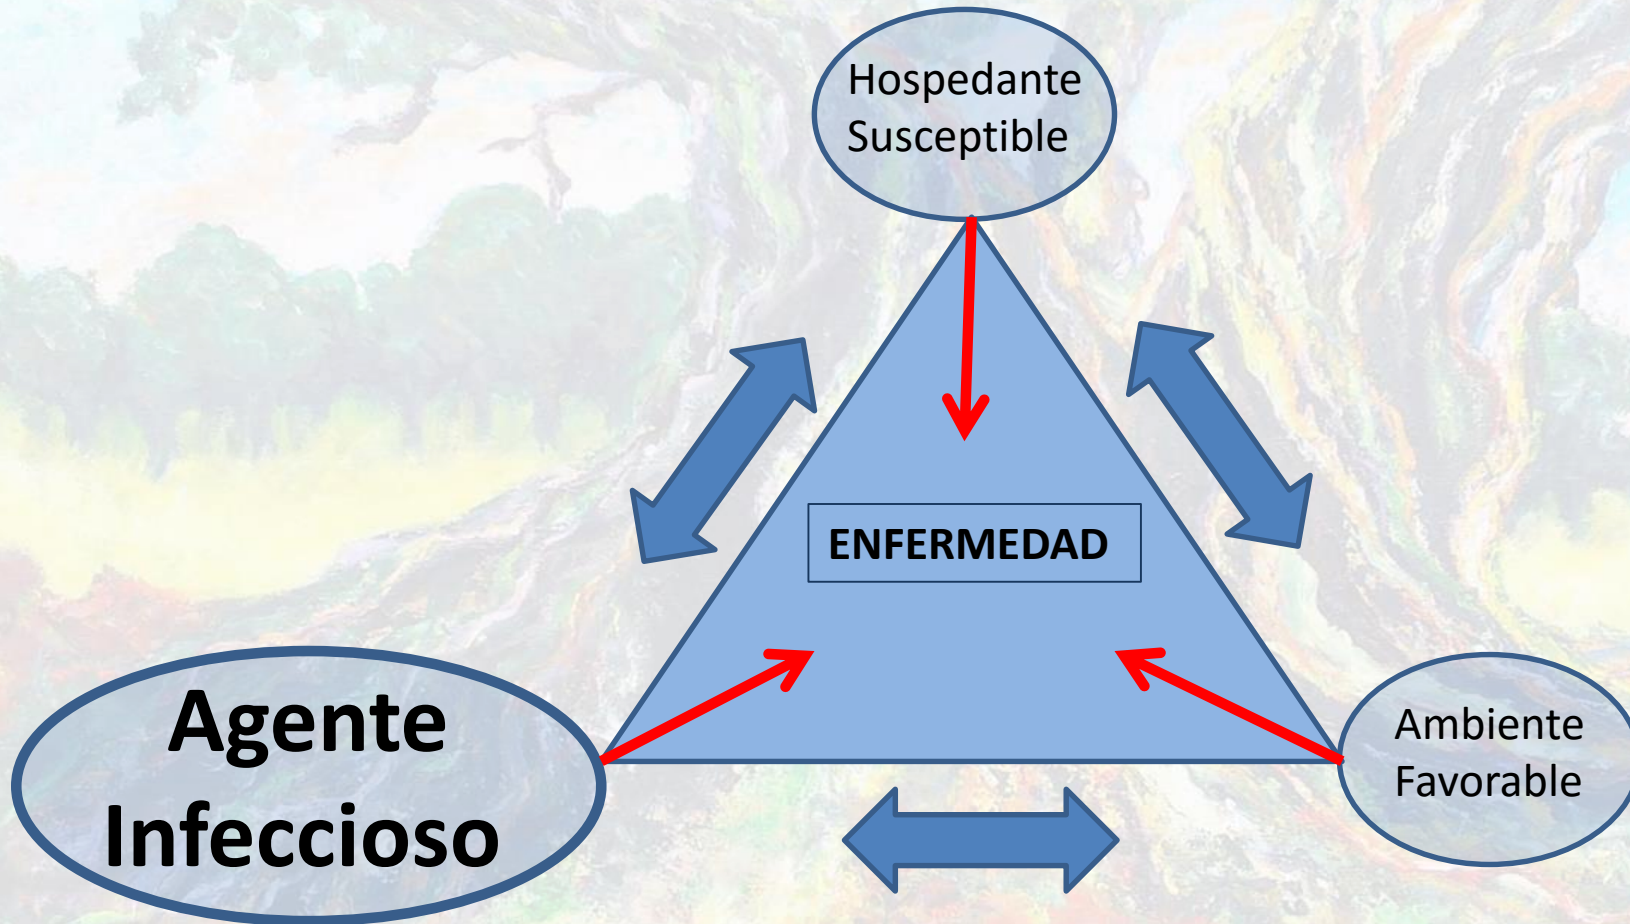 Hospedante
Susceptible
ENFERMEDAD
Agente
Infeccioso
Ambiente
Favorable